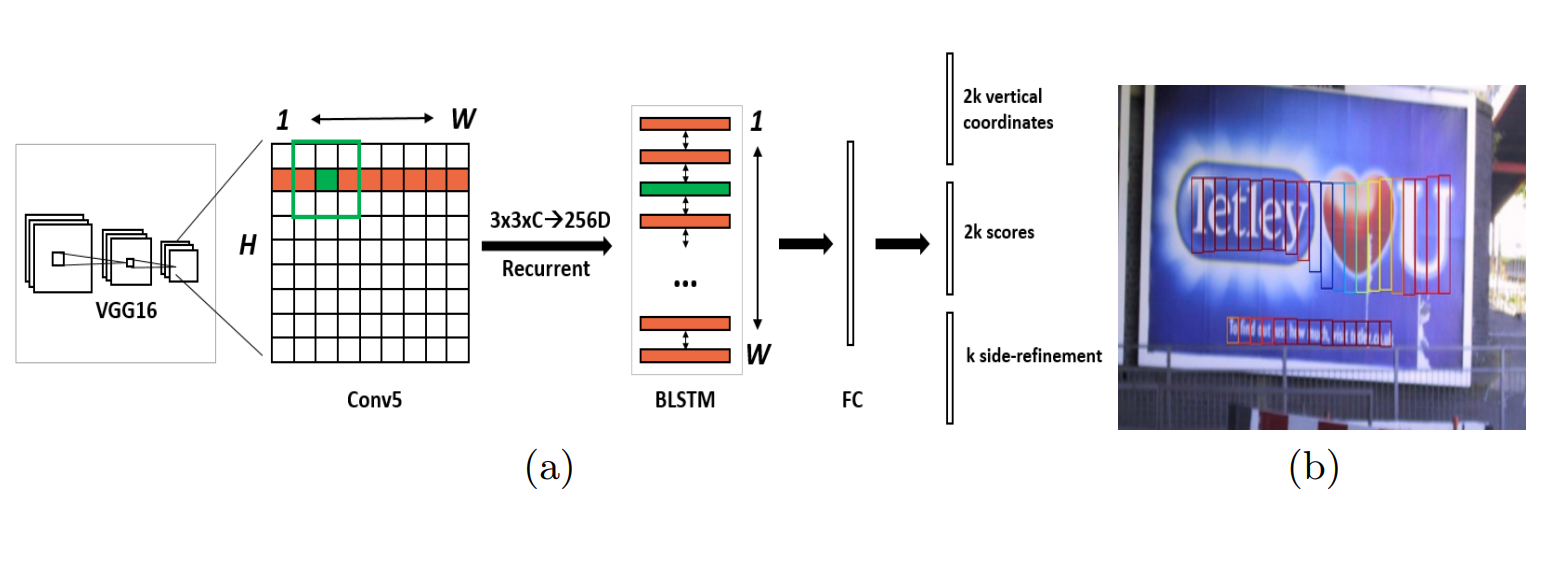 1 W
H
VGG16
Conv5
3x3xC→256D
Recurrent
1
...
W
BLSTM
FC
2k vertical
coordinates
2k scores
k side-refinement
(a)
Tetley U
(b)